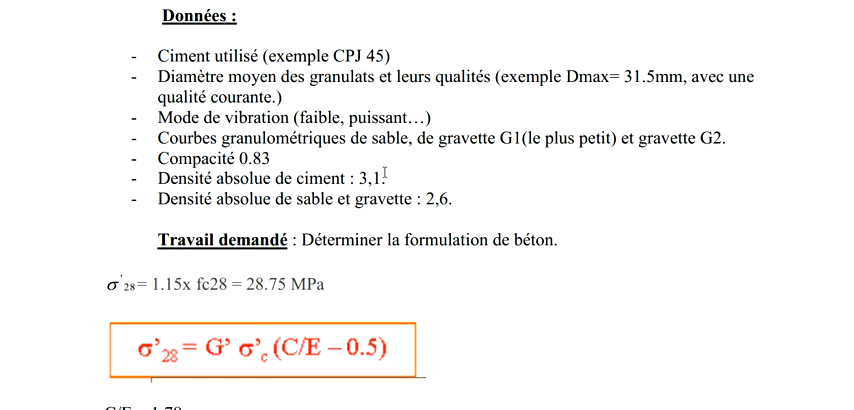 Données :
- Ciment utilisé (exemple CPJ 45)
- Diamètre moyen des granulats et leurs qualités (exemple Dmax= 31.5mm, avec une
qualité courante.)
- Mode de vibration (faible, puissant…)
- Courbes granulométriques de sable, de gravette G1(le plus petit) et gravette G2.
- Compacité 0.83
- Densité absolue de ciment : 3,1.
- Densité absolue de sable et gravette : 2,6.
Travail demandé : Déterminer la formulation de béton.
σ'28= 1.15x fc28 = 28.75 MPa
σ'28 = G' σ'c (C/E – 0.5)